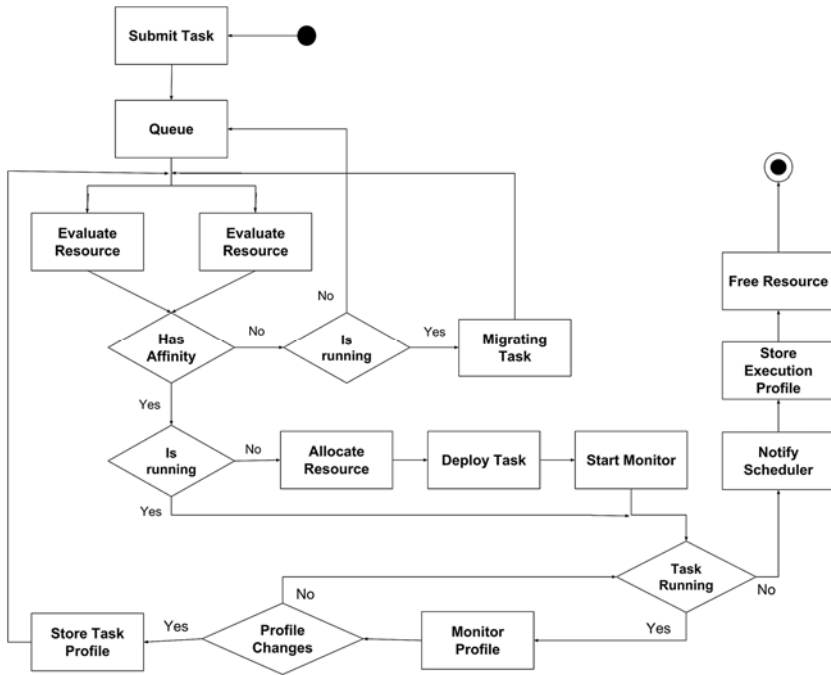 Submit Task
Queue
Evaluate
Resource
Evaluate
Resource
No
Free Resource
Has
Affinity
No
Is
running
Yes
Migrating
Task
Store
Execution
Profile
Yes
Is
running
No
Allocate
Resource
Deploy Task
Start Monitor
Notify
Scheduler
Yes
Task
Running
No
No
Yes
Store Task
Profile
Yes
Profile
Changes
Monitor
Profile